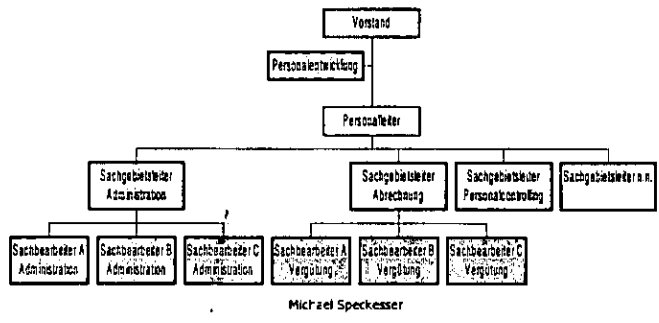 Vorstand
Personalentwicklung
Personalleiter
Sachgebietsleiter
Administration
Sachgebietsleiter
Abrechnung
Sachgebietsleiter
Personalcontrolling
Sachgebietsleiter n.n.
Sachbearbeiter A
Administration
Sachbearbeiter B
Administration
Sachbearbeiter C
Administration
Sachbearbeiter A
Vergütung
Sachbearbeiter B
Vergütung
Sachbearbeiter C
Vergütung
Michael Speckesser